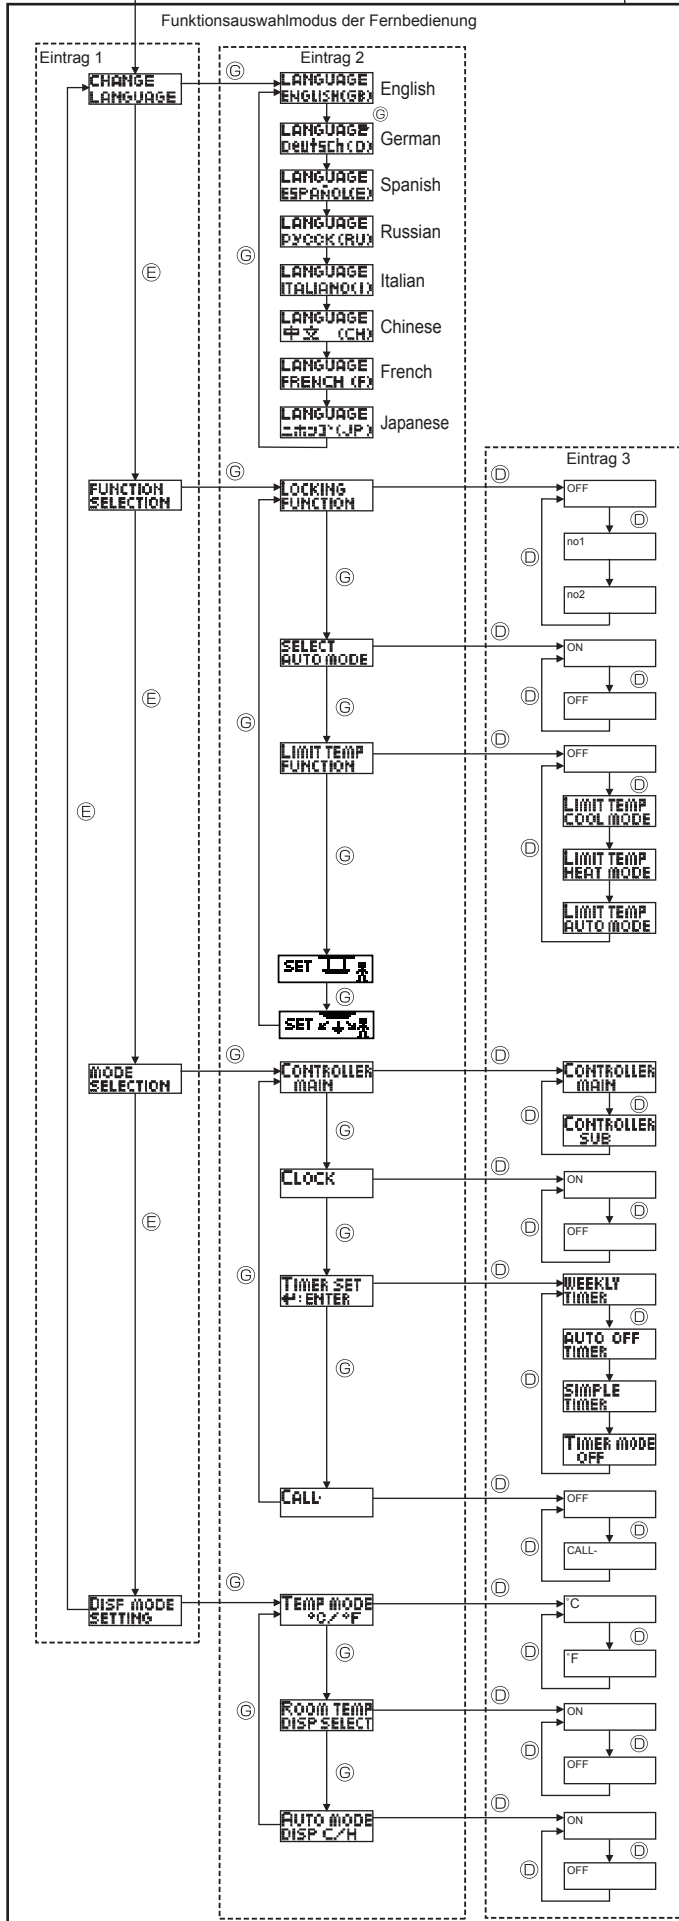 Funktionsauswahlmodus der Fernbedienung
Eintrag 1
Eintrag 2
CHANGE
LANGUAGE
Ⓖ
LANGUAGE
ENGLISH(GB)
English
Ⓖ
LANGUAGE
Deutsch(D)
German
LANGUAGE
ESPAÑOL(E)
Spanish
LANGUAGE
РУССК(RU)
Russian
Ⓖ
Ⓔ
LANGUAGE
ITALIANO(I)
Italian
LANGUAGE
中文 (CH)
Chinese
LANGUAGE
FRENCH (F)
French
LANGUAGE
ニホンゴ(JP)
Japanese
Eintrag 3
FUNCTION
SELECTION
Ⓖ
LOCKING
FUNCTION
Ⓓ
OFF
Ⓓ
no1
Ⓓ
no2
Ⓖ
SELECT
AUTO MODE
Ⓓ
ON
Ⓓ
Ⓓ
OFF
Ⓔ
Ⓖ
Ⓖ
LIMIT TEMP
FUNCTION
Ⓓ
OFF
Ⓓ
LIMIT TEMP
COOL MODE
Ⓔ
Ⓓ
LIMIT TEMP
HEAT MODE
LIMIT TEMP
AUTO MODE
Ⓖ
SET
Ⓖ
SET
MODE
SELECTION
Ⓖ
CONTROLLER
MAIN
Ⓓ
CONTROLLER
MAIN
Ⓓ
Ⓓ
CONTROLLER
SUB
Ⓖ
CLOCK
Ⓓ
ON
Ⓓ
Ⓓ
OFF
Ⓔ
Ⓖ
Ⓖ
TIMER SET
↵:ENTER
Ⓓ
WEEKLY
TIMER
Ⓓ
AUTO OFF
TIMER
Ⓖ
Ⓓ
SIMPLE
TIMER
TIMER MODE
OFF
CALL-
Ⓓ
OFF
Ⓓ
Ⓓ
CALL-
DISP MODE
SETTING
Ⓖ
TEMP MODE
°C/°F
Ⓓ
°C
Ⓓ
Ⓓ
°F
Ⓖ
Ⓖ
ROOM TEMP
DISP SELECT
Ⓓ
ON
Ⓓ
Ⓓ
OFF
Ⓖ
AUTO MODE
DISP C/H
Ⓓ
ON
Ⓓ
Ⓓ
OFF